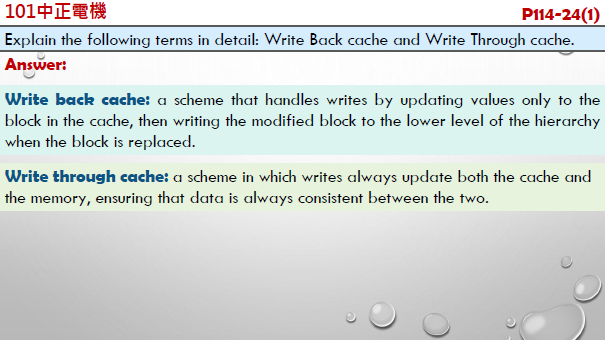 101中正電機
P114-24(1)
Explain the following terms in detail: Write Back cache and Write Through cache.
Answer:
Write back cache: a scheme that handles writes by updating values only to the
block in the cache, then writing the modified block to the lower level of the hierarchy
when the block is replaced.
Write through cache: a scheme in which writes always update both the cache and
the memory, ensuring that data is always consistent between the two.